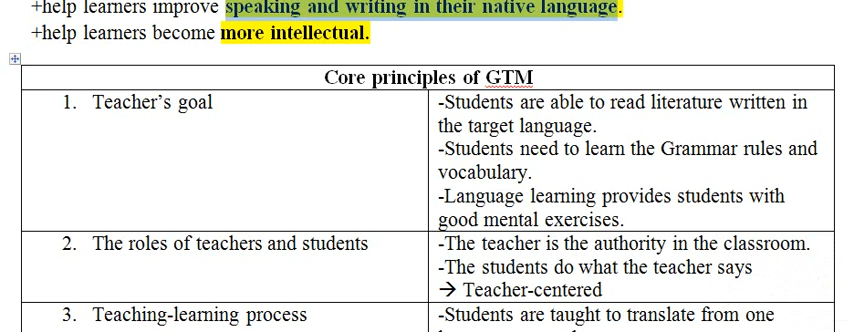 +help learners improve speaking and writing in their native language.
+help learners become more intellectual.
Core principles of GTM
1. Teacher's goal
-Students are able to read literature written in
the target language.
-Students need to learn the Grammar rules and
vocabulary.
-Language learning provides students with
good mental exercises.
2. The roles of teachers and students
-The teacher is the authority in the classroom.
-The students do what the teacher says
→ Teacher-centered
3. Teaching-learning process
-Students are taught to translate from one